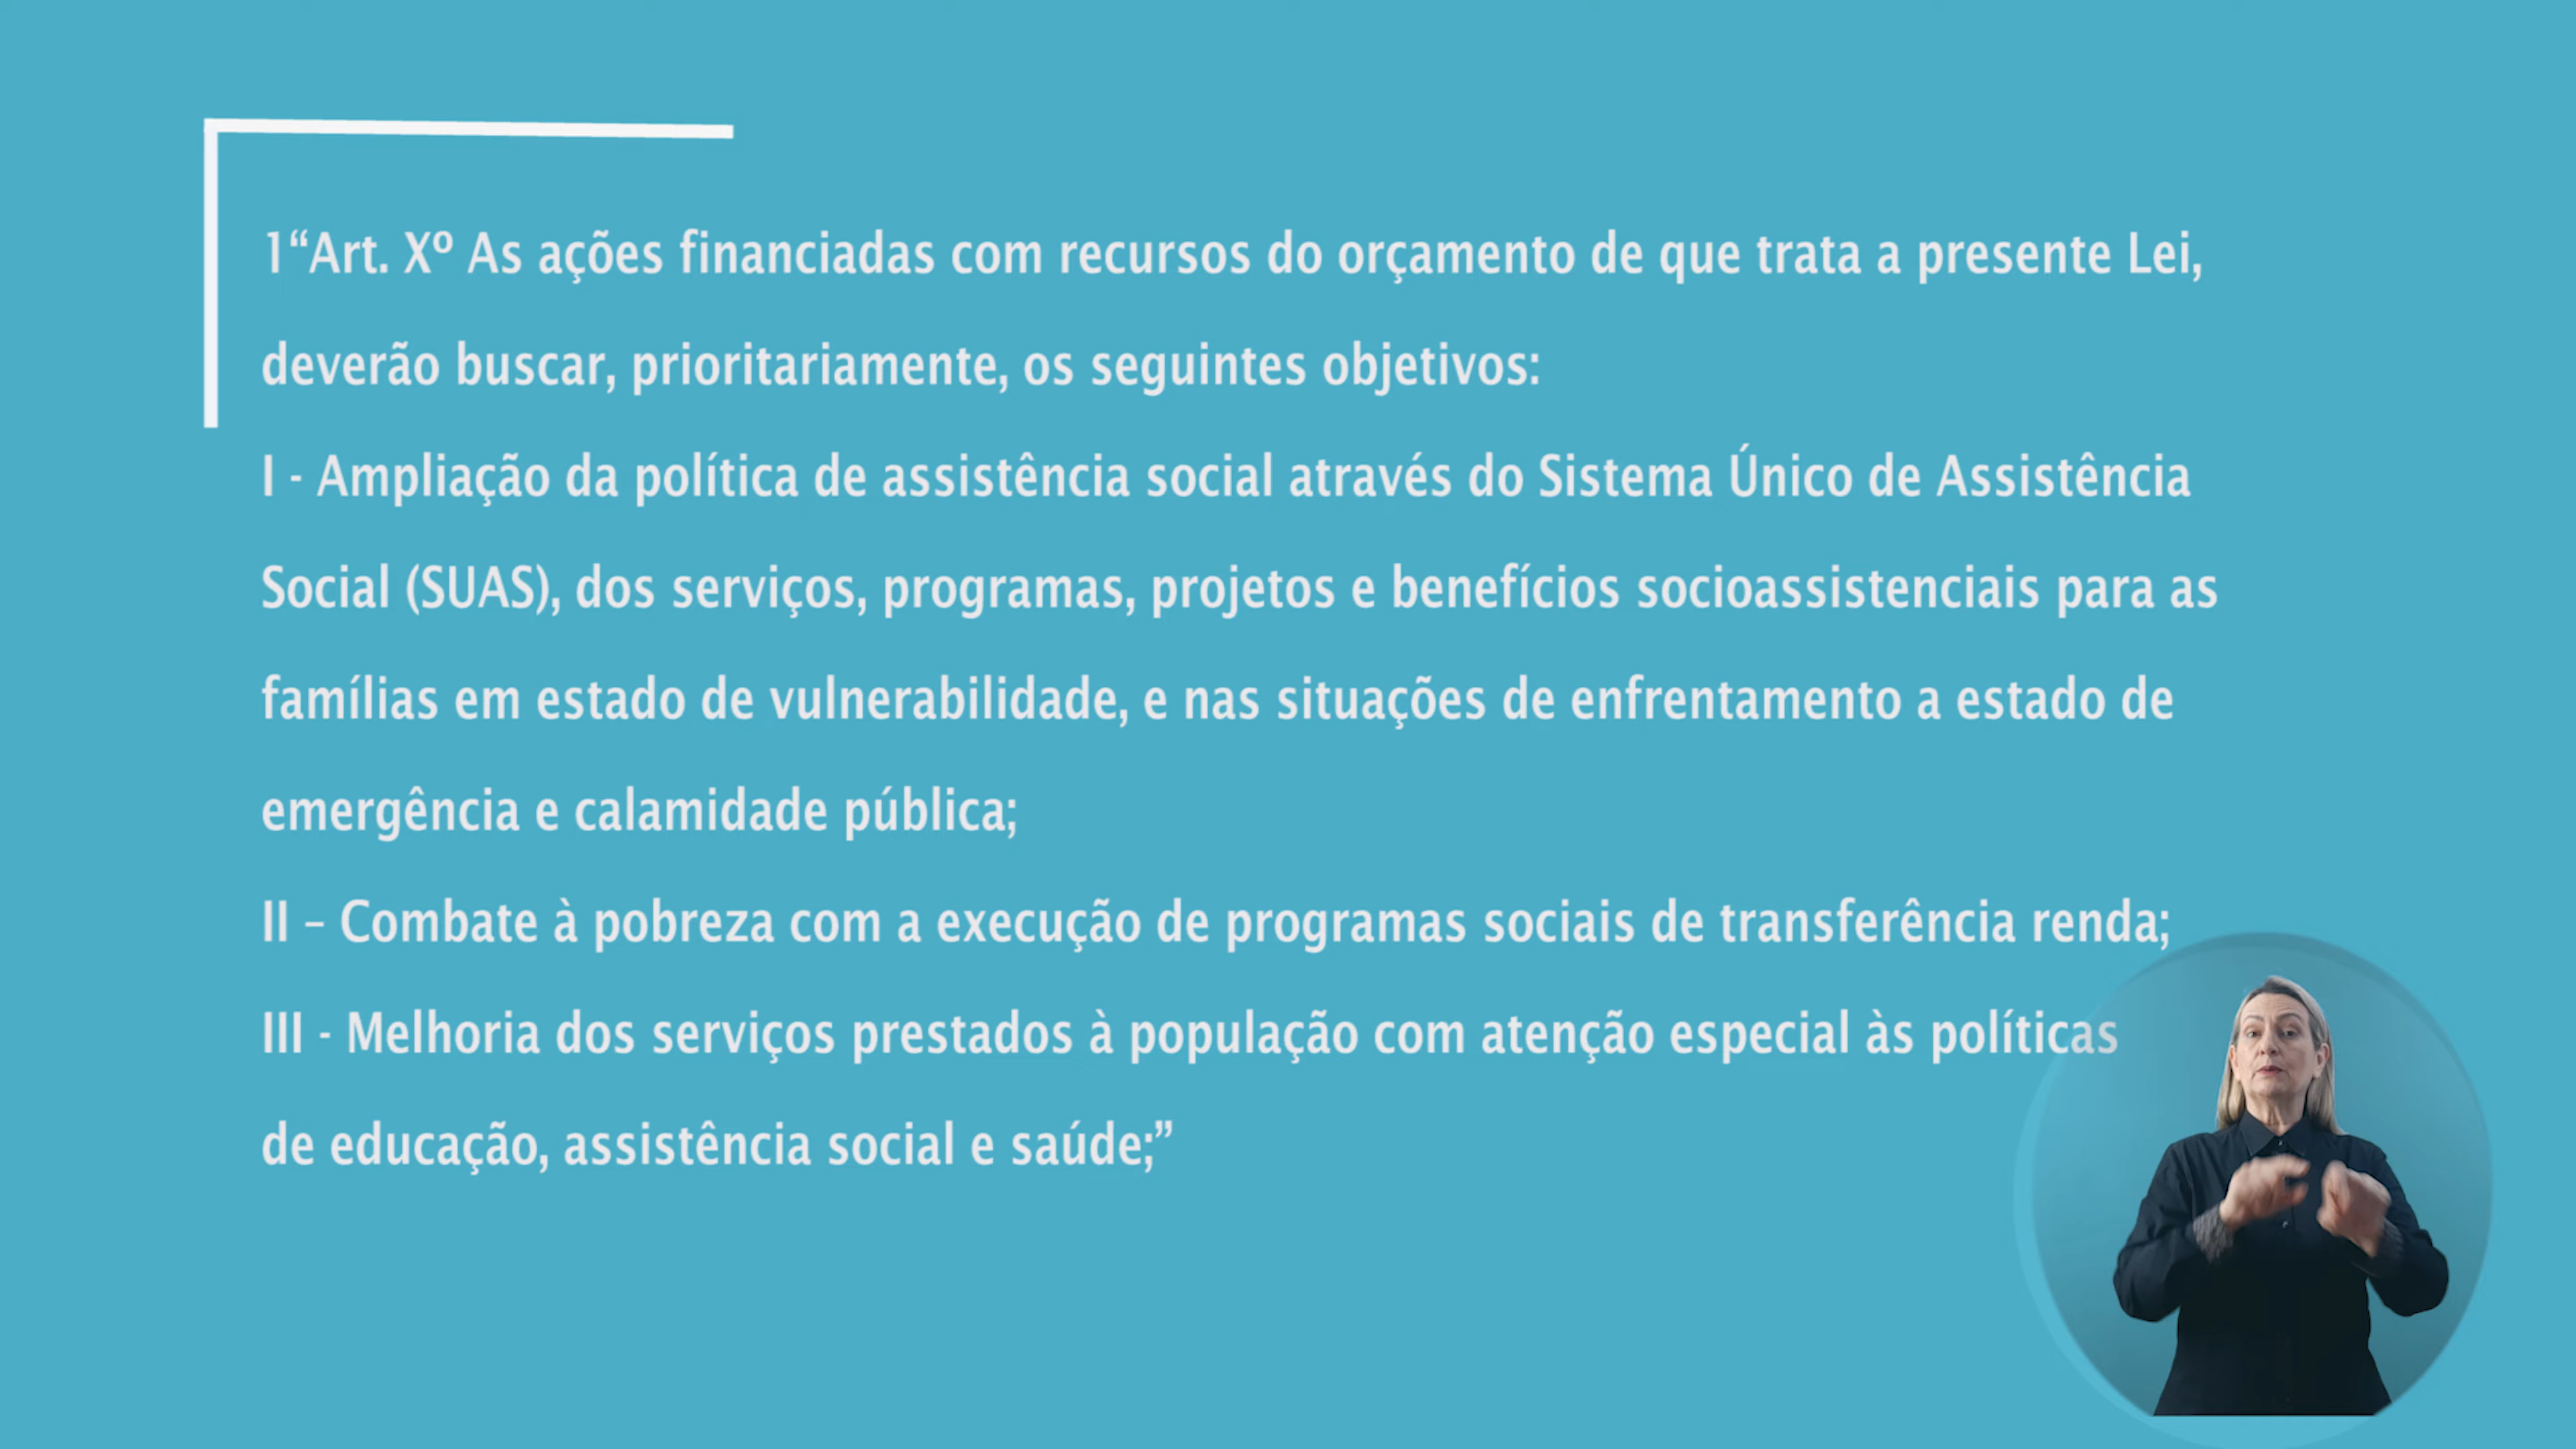 1“Art. Xº As ações financiadas com recursos do orçamento de que trata a presente Lei,
deverão buscar, prioritariamente, os seguintes objetivos:
I - Ampliação da política de assistência social através do Sistema Único de Assistência
Social (SUAS), dos serviços, programas, projetos e benefícios socioassistenciais para as
famílias em estado de vulnerabilidade, e nas situações de enfrentamento a estado de
emergência e calamidade pública;
II – Combate à pobreza com a execução de programas sociais de transferência renda;
III - Melhoria dos serviços prestados à população com atenção especial às políticas
de educação, assistência social e saúde;”